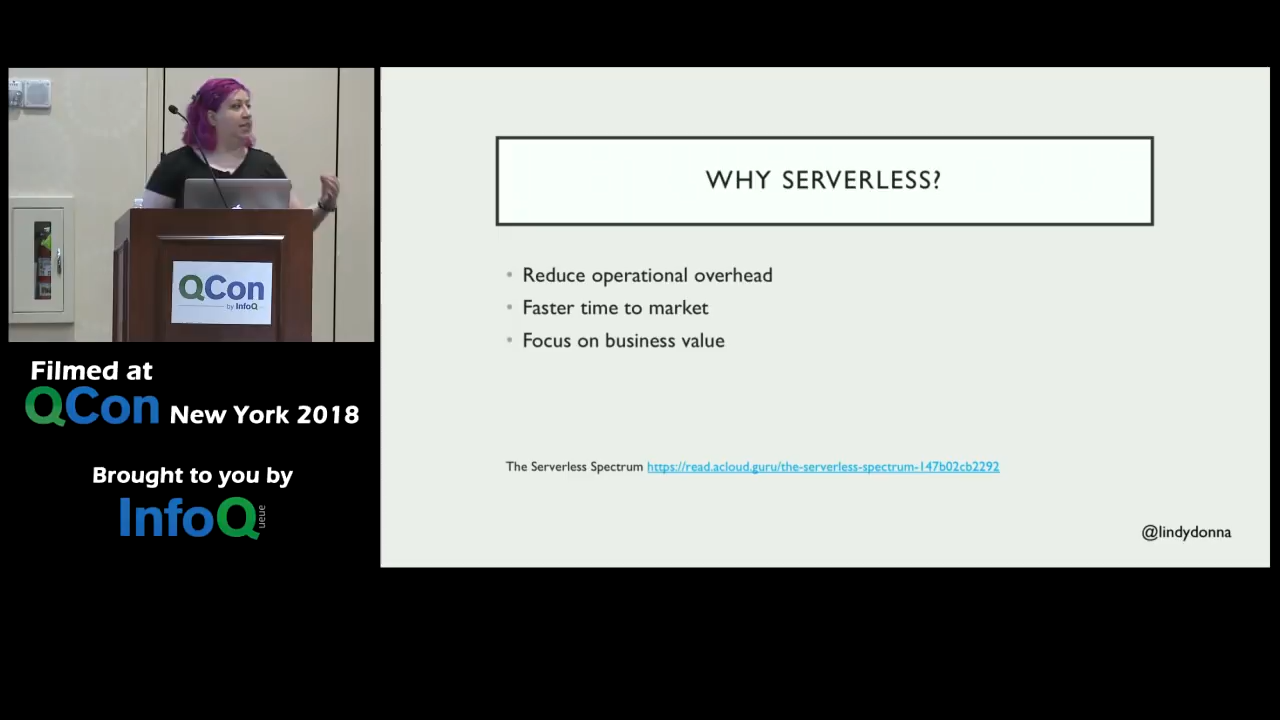 QCon
by InfoQ
Filmed at
QCon New York 2018
Brought to you by
InfoQ
ueue
WHY SERVERLESS?
• Reduce operational overhead
• Faster time to market
• Focus on business value
The Serverless Spectrum https://read.acloud.guru/the-serverless-spectrum-147b02cb2292
@lindydonna